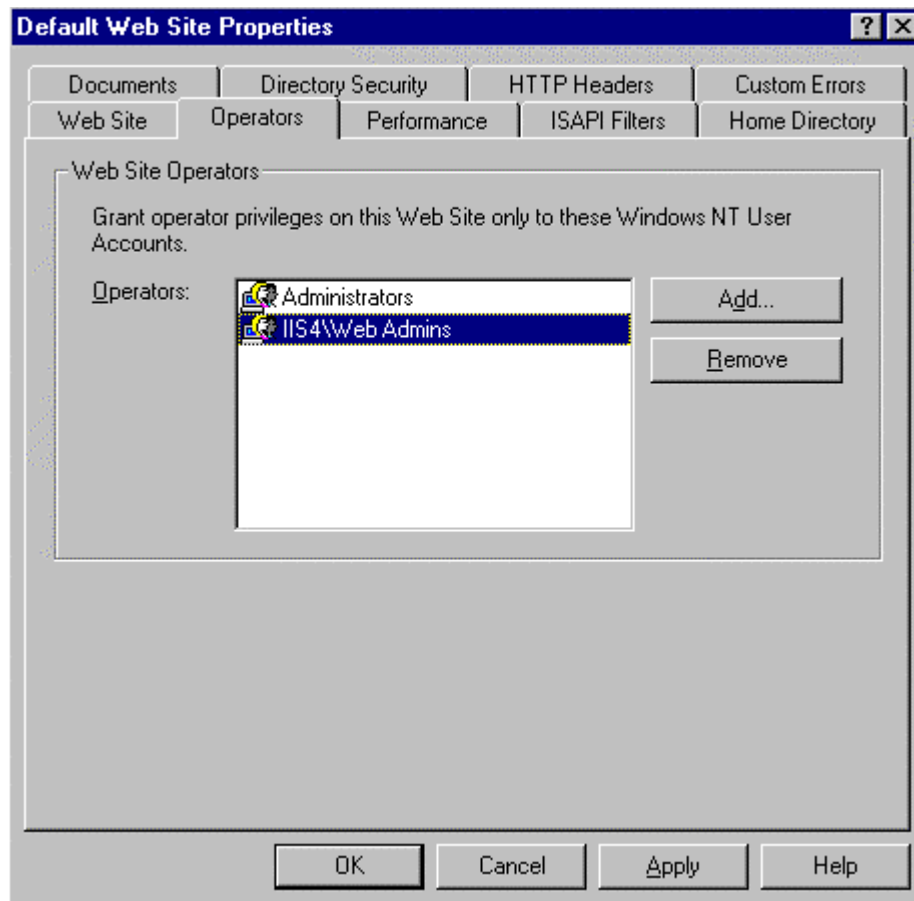 Default Web Site Properties
Documents
Directory Security
HTTP Headers
Custom Errors
Web Site
Operators
Performance
ISAPI Filters
Home Directory
Web Site Operators
Grant operator privileges on this Web Site only to these Windows NT User
Accounts.
Operators:
Administrators
IIS4\Web Admins
Add...
Remove
OK
Cancel
Apply
Help